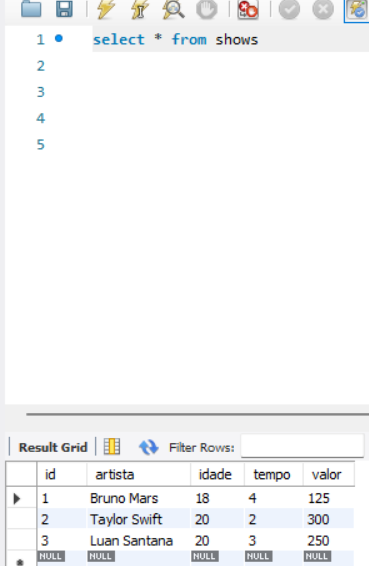 1 select * from shows
2
3
4
5
Result Grid Filter Rows:
id artista idade tempo valor
1 Bruno Mars 18 4 125
2 Taylor Swift 20 2 300
3 Luan Santana 20 3 250
NULL NULL NULL NULL NULL